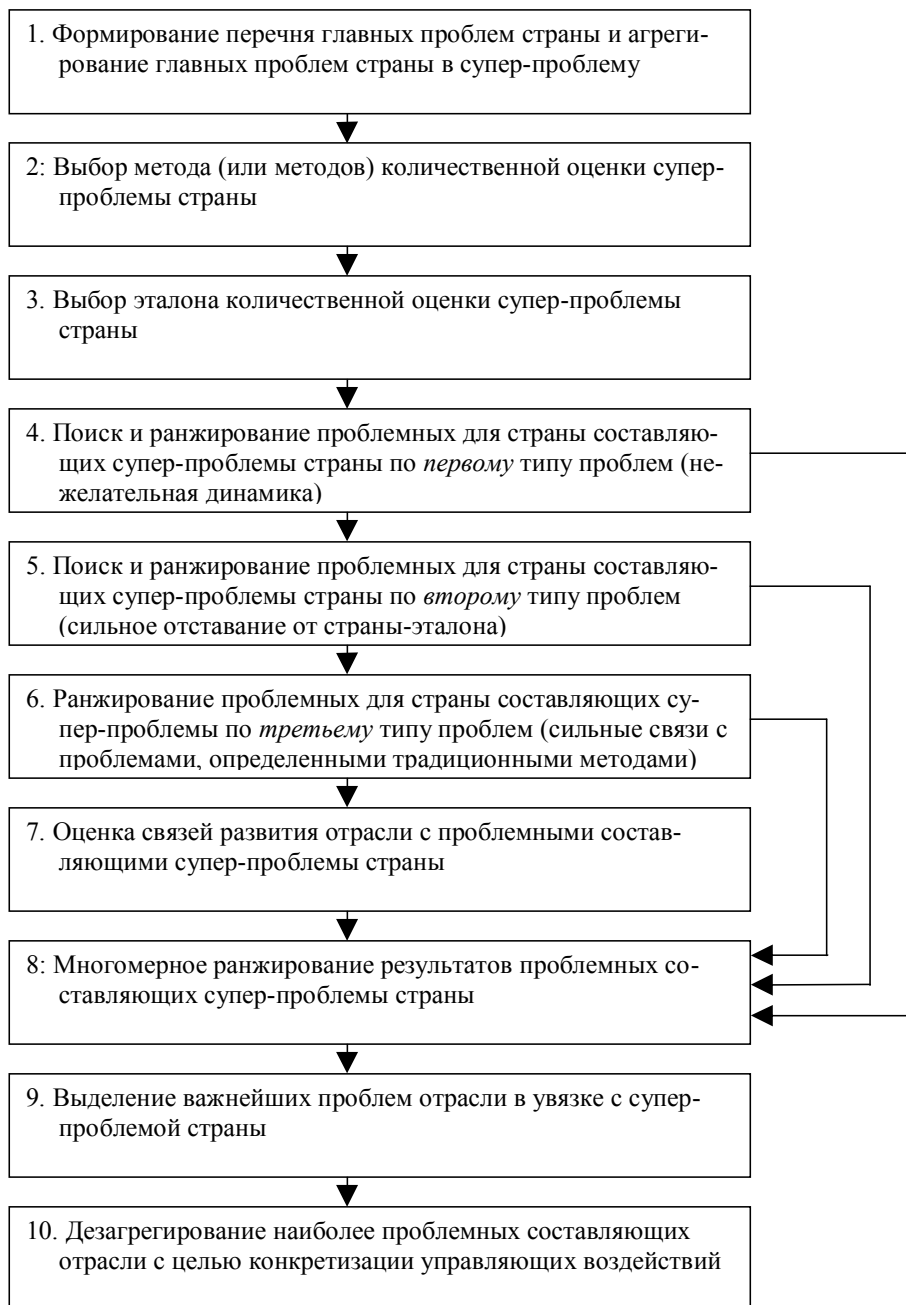 1. Формирование перечня главных проблем страны и агреги-
рование главных проблем страны в супер-проблему
2: Выбор метода (или методов) количественной оценки супер-
проблемы страны
3. Выбор эталона количественной оценки супер-проблемы
страны
4. Поиск и ранжирование проблемных для страны составляю-
щих супер-проблемы страны по первому типу проблем (не-
желательная динамика)
5. Поиск и ранжирование проблемных для страны составляю-
щих супер-проблемы страны по второму типу проблем
(сильное отставание от страны-эталона)
6. Ранжирование проблемных для страны составляющих су-
пер-проблемы по третьему типу проблем (сильные связи с
проблемами, определенными традиционными методами)
7. Оценка связей развития отрасли с проблемными состав-
ляющими супер-проблемы страны
8: Многомерное ранжирование результатов проблемных со-
ставляющих супер-проблемы страны
9. Выделение важнейших проблем отрасли в увязке с супер-
проблемой страны
10. Дезагрегирование наиболее проблемных составляющих
отрасли с целью конкретизации управляющих воздействий